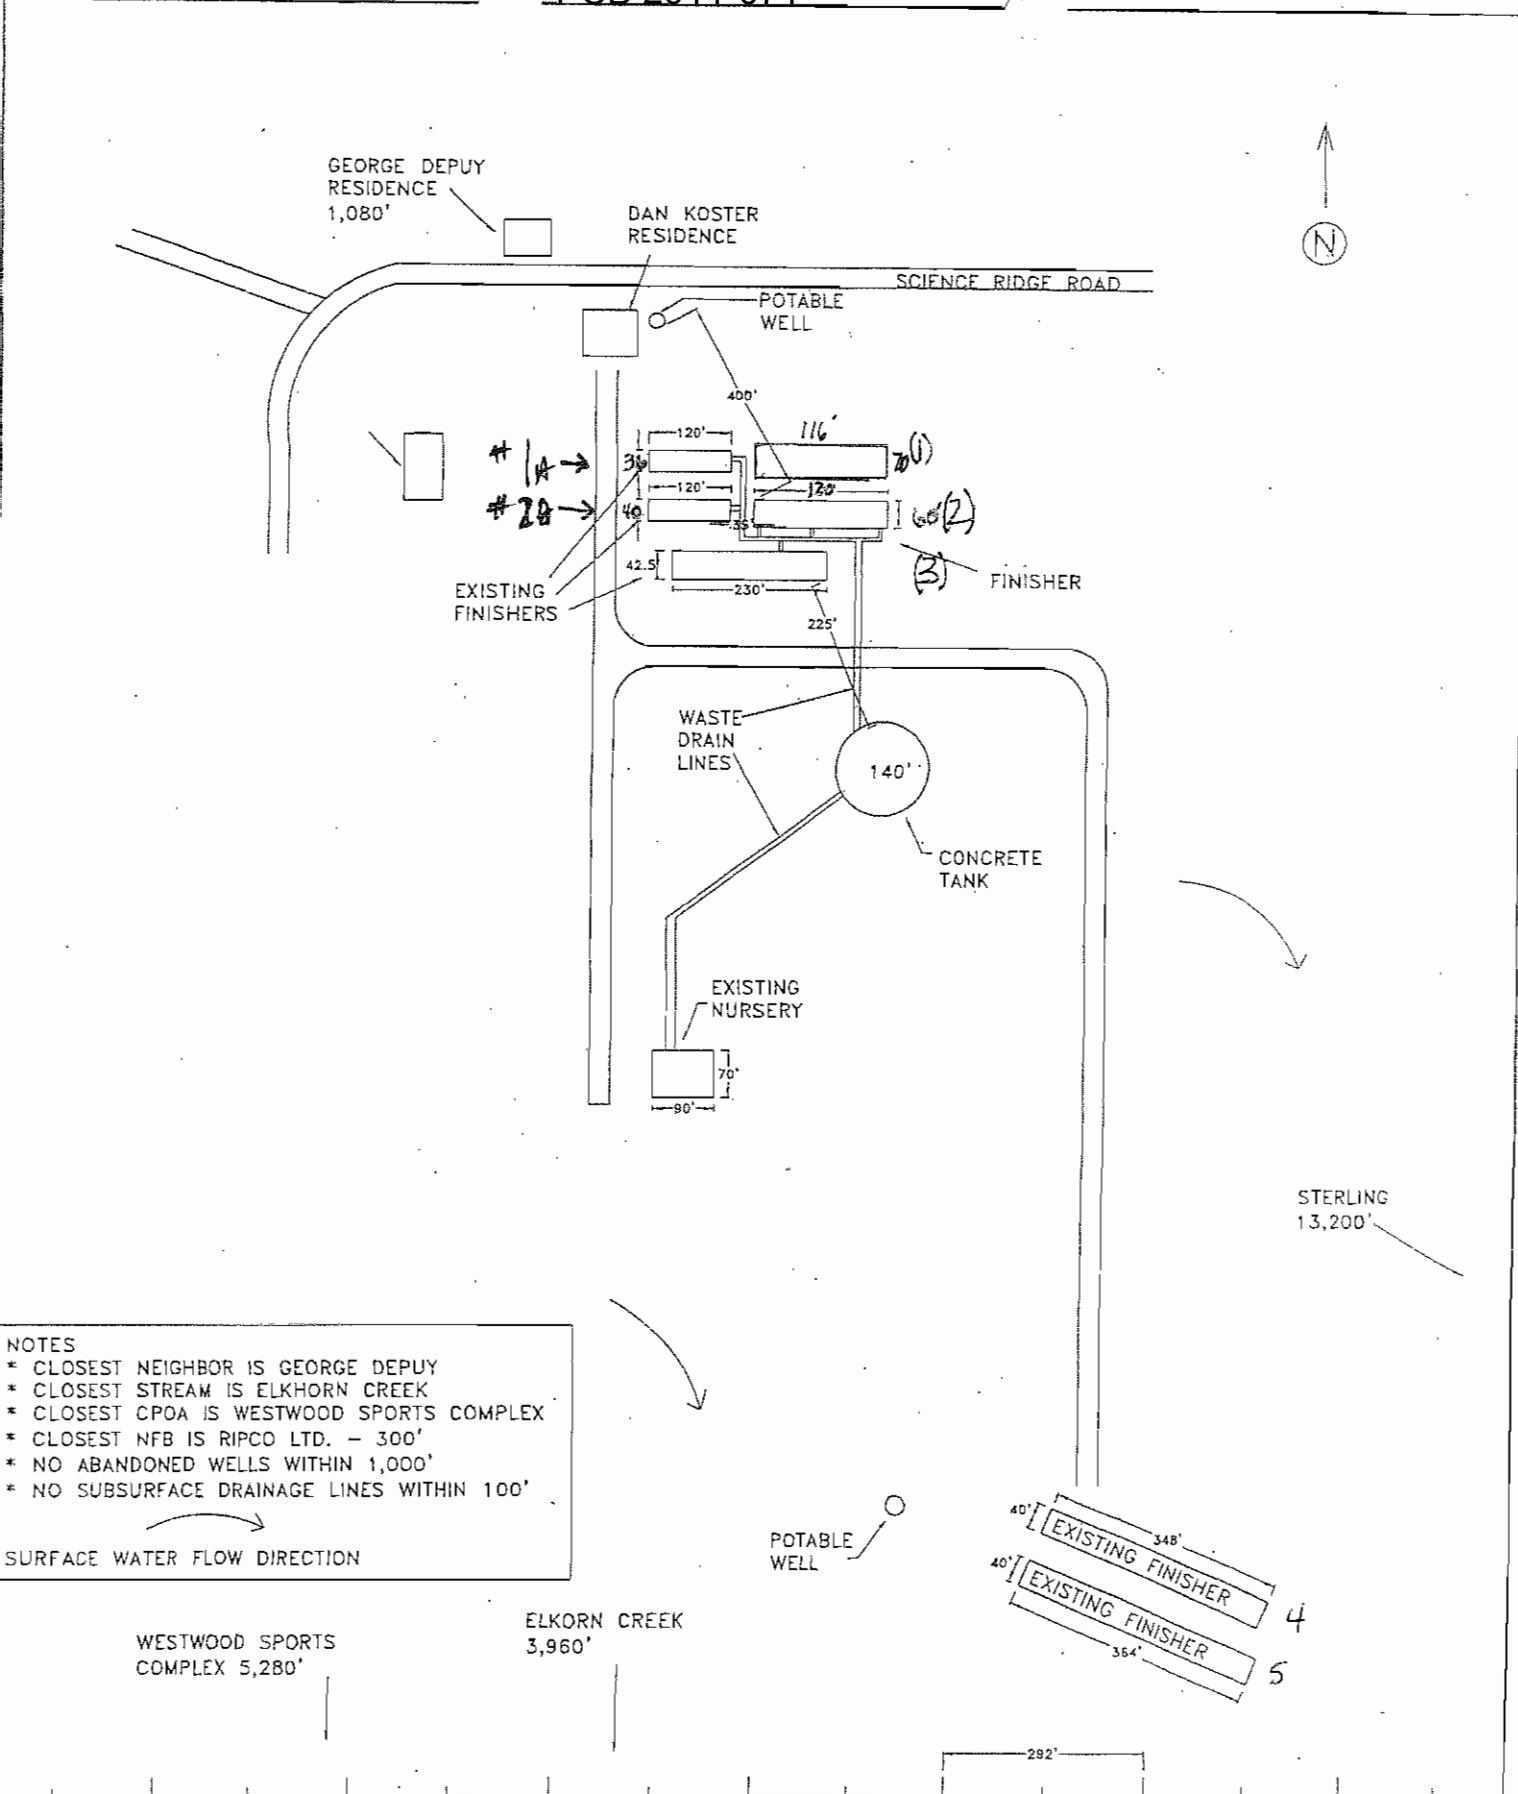 GEORGE DEPUY
RESIDENCE
1,080'
DAN KOSTER
RESIDENCE
N
SCIENCE RIDGE ROAD
POTABLE
WELL
400'
120'
116'
70 (1)
# 1A →
36
120'
120'
# 2B →
40
60' (2)
35'
42.5'
(3)
FINISHER
EXISTING
FINISHERS
230'
225'
WASTE
DRAIN
LINES
140'
CONCRETE
TANK
EXISTING
NURSERY
70'
90'
STERLING
13,200'
NOTES
* CLOSEST NEIGHBOR IS GEORGE DEPUY
* CLOSEST STREAM IS ELKHORN CREEK
* CLOSEST CPOA IS WESTWOOD SPORTS COMPLEX
* CLOSEST NFB IS RIPCO LTD. - 300'
* NO ABANDONED WELLS WITHIN 1,000'
* NO SUBSURFACE DRAINAGE LINES WITHIN 100'
SURFACE WATER FLOW DIRECTION
POTABLE
WELL
40'
348'
EXISTING FINISHER
4
40'
EXISTING FINISHER
364'
5
WESTWOOD SPORTS
COMPLEX 5,280'
ELKORN CREEK
3,960'
292'